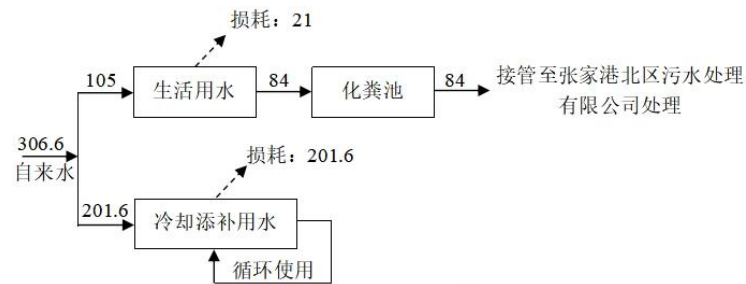 损耗：21
105
生活用水
84
化粪池
84
接管至张家港北区污水处理
有限公司处理
306.6
自来水
损耗：201.6
201.6
冷却添补用水
循环使用